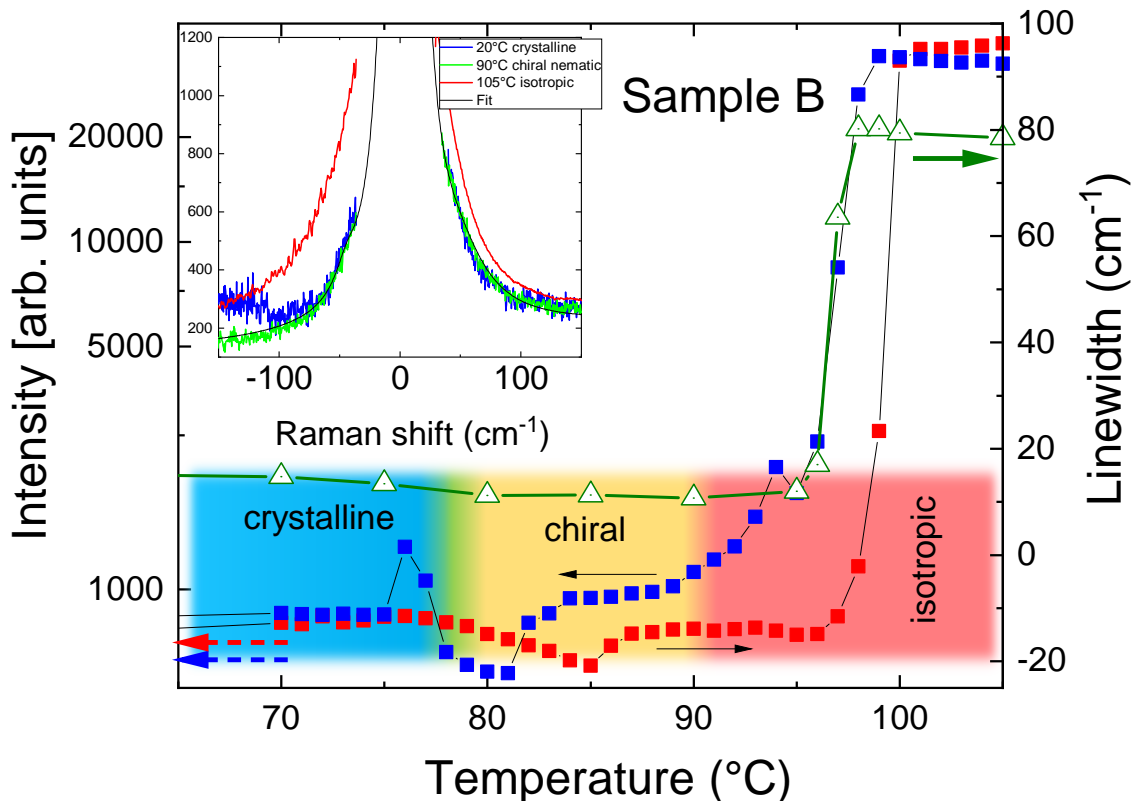 Sample B
20°C crystalline
90°C chiral nematic
105°C isotropic
Fit
1200
1000
800
600
400
200
-100
0
100
Raman shift (cm-1)
Intensity [arb. units]
20000
10000
5000
1000
Linewidth (cm-1)
100
80
60
40
20
0
-20
crystalline
chiral
isotropic
70
80
90
100
Temperature (°C)